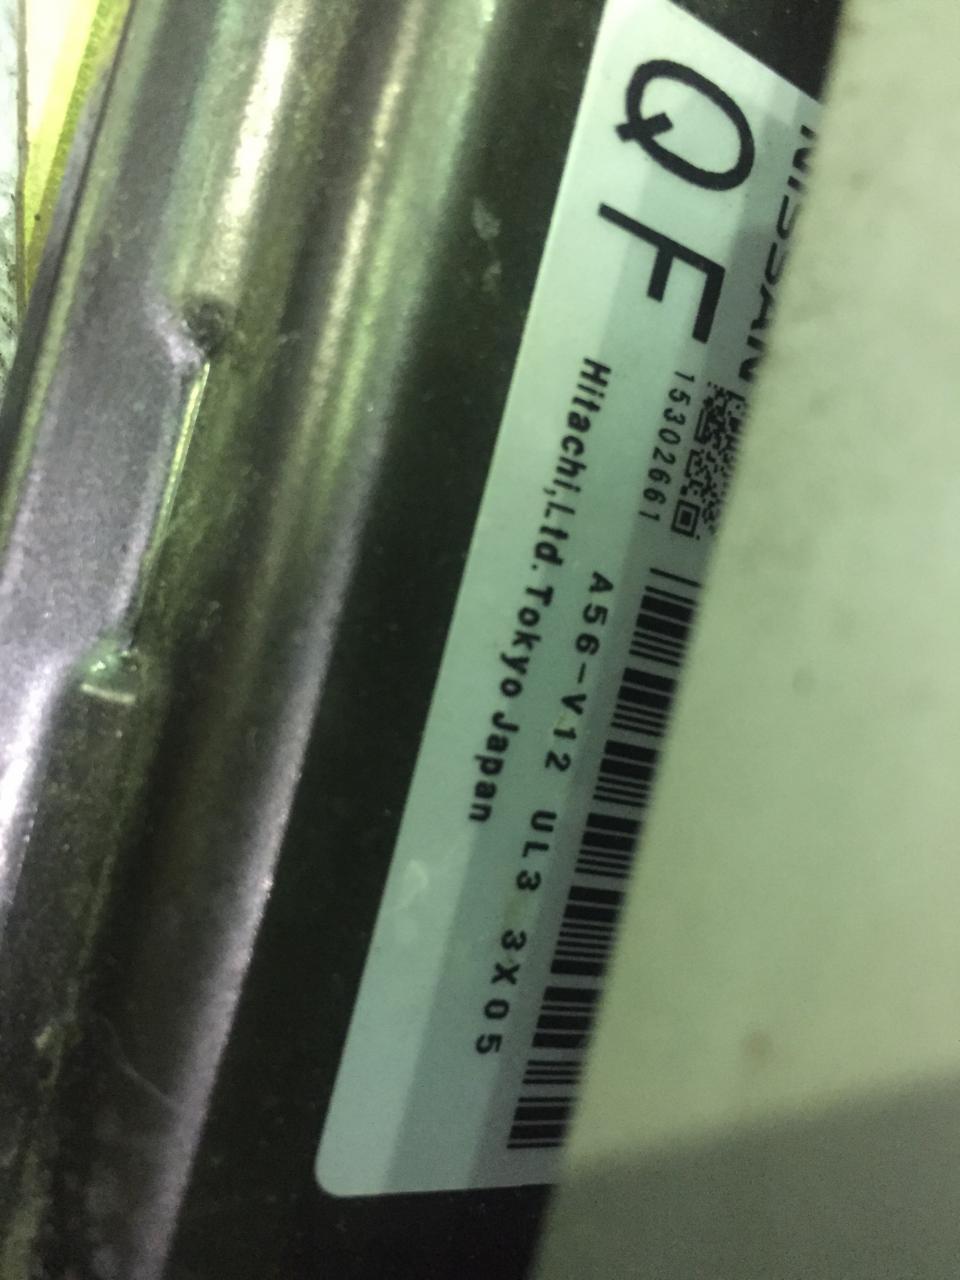 NISSAN
QF
15302661
A56-V12 UL3 3X05
Hitachi,Ltd.Tokyo Japan